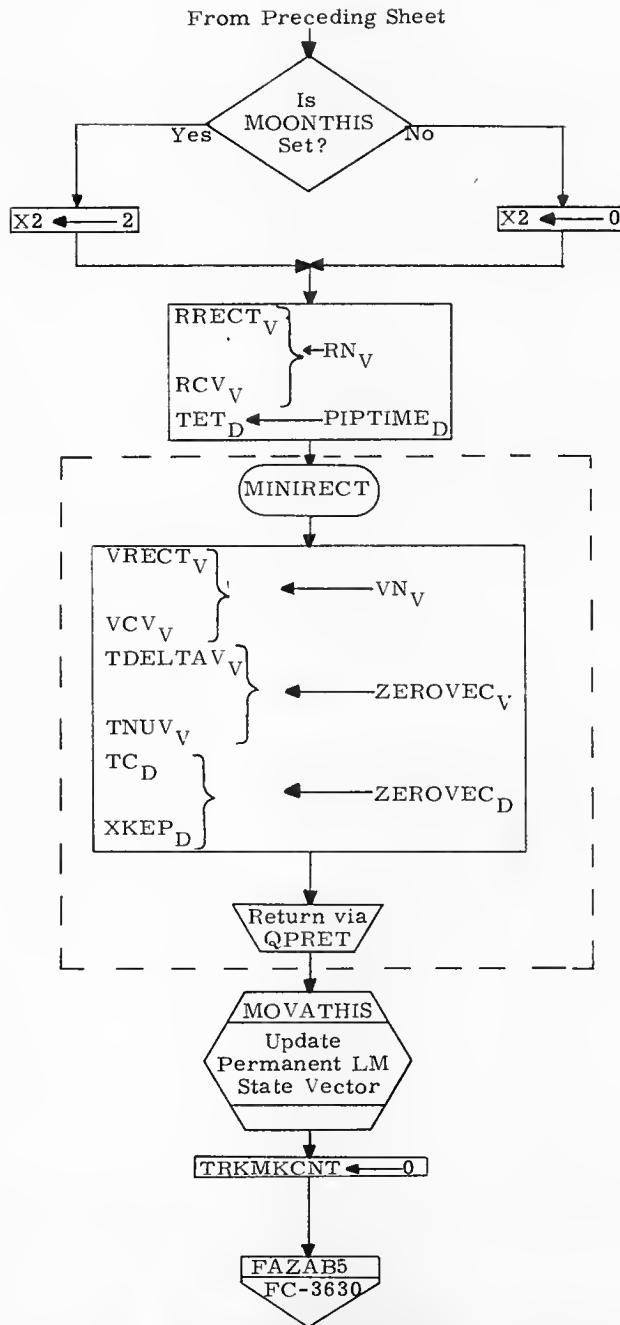 From Preceding Sheet
Is
MOONTHIS
Set?
Yes
No
X2 ← 2
X2 ← 0
RRECT_V
RN_V
RCV_V
TET_D ← PIPTIME_D
MINIRECT
VRECT_V
VN_V
VCV_V
TDELTAV_V
ZEROVEC_V
TNUV_V
TC_D
ZEROVEC_D
XKEP_D
Return via
QPRET
MOVATHIS
Update
Permanent LM
State Vector
TRKMKCNT ← 0
FAZAB5
FC-3630